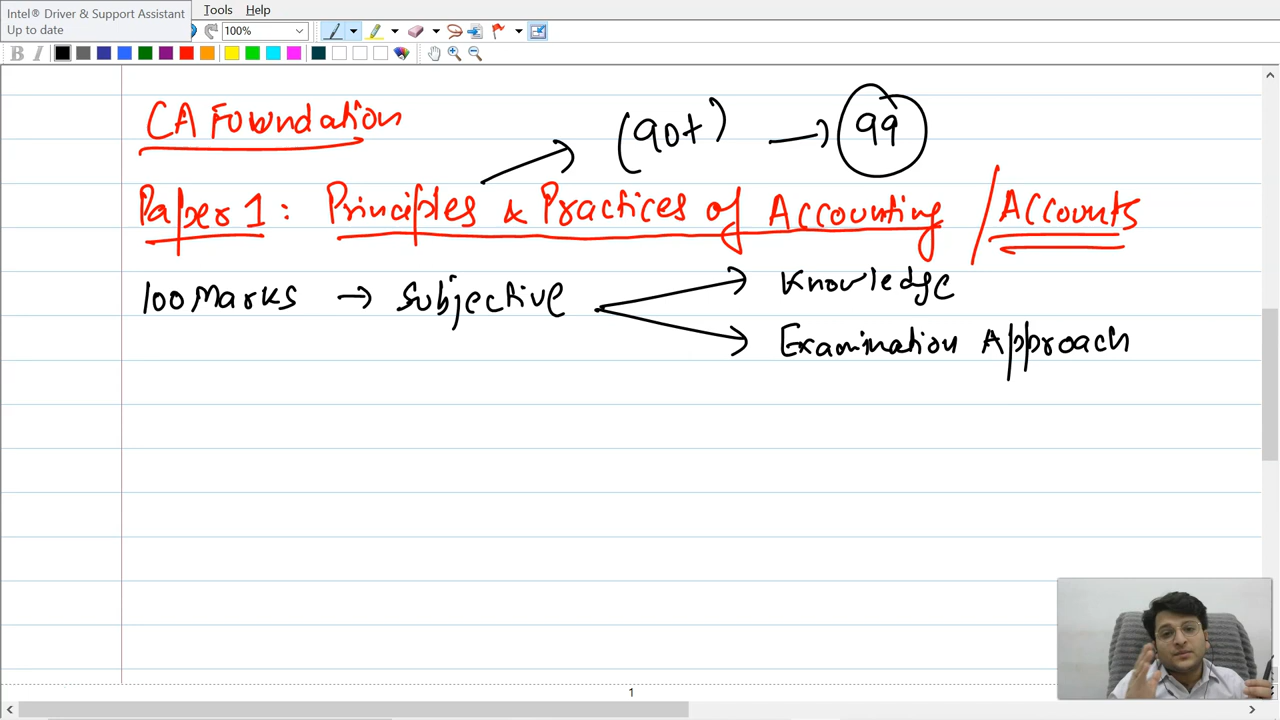 Intel® Driver & Support Assistant
Up to date
Tools Help
100%
B I
CA Foundation
(90+) → 99
Paper 1: Principles & Practices of Accounting / Accounts
100 Marks → Subjective
Knowledge
Examination Approach
1